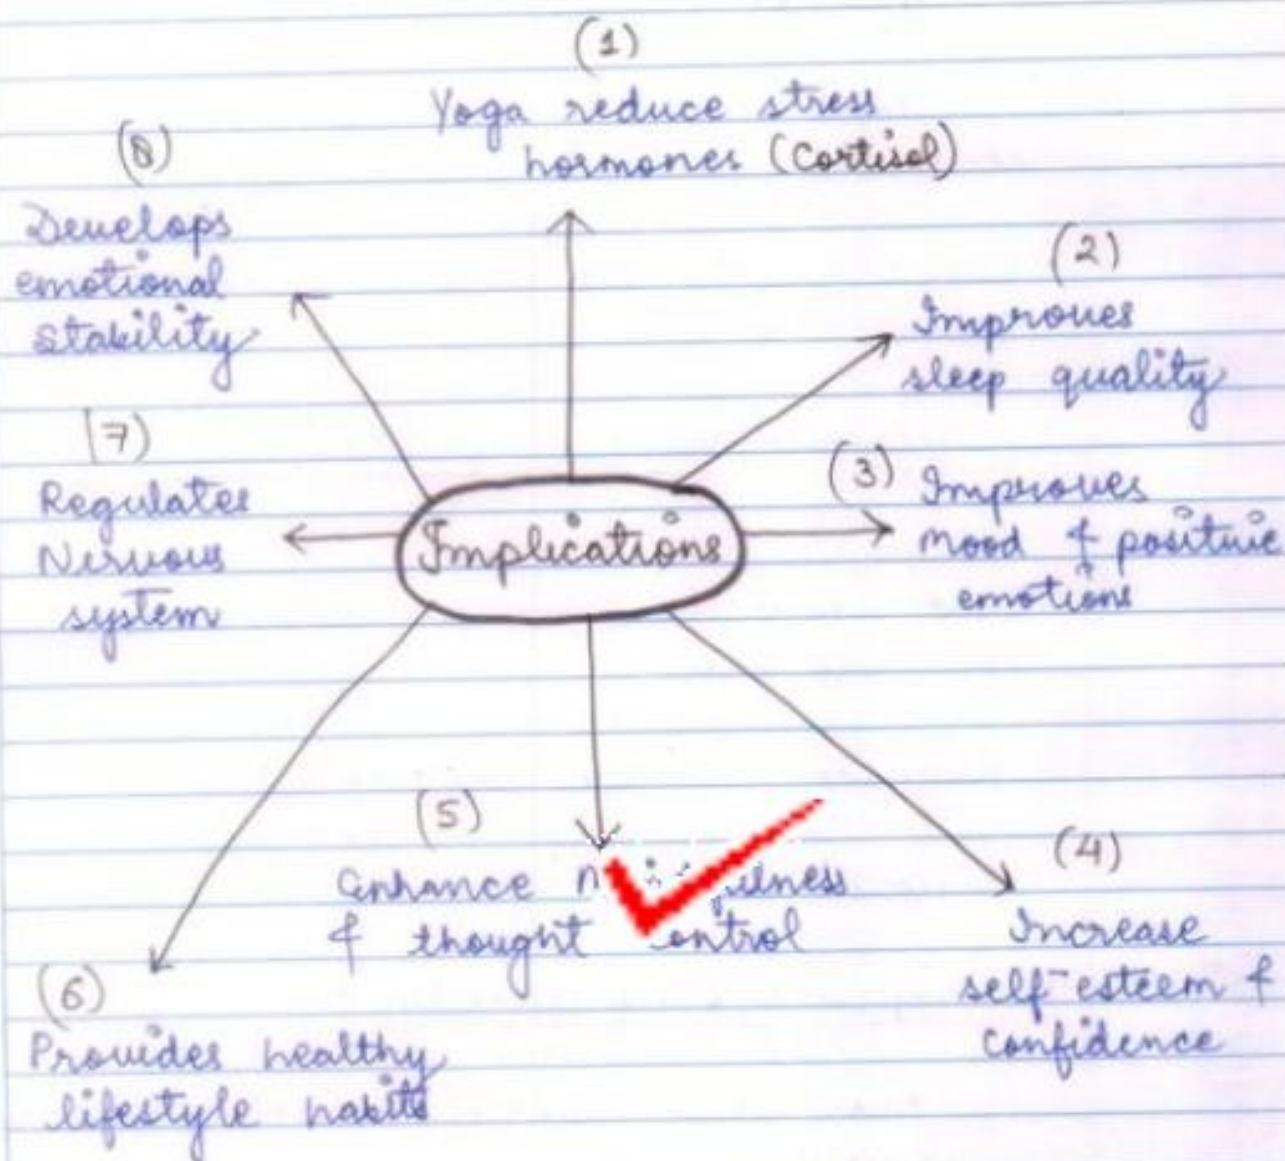 (1)
Yoga reduce stress
hormones (Cortisol)
(2)
Improves
sleep quality
(3)
Improves
mood & positive
emotions
(4)
Increase
self-esteem &
confidence
(5)
Enhance
& thought control
(6)
Provides healthy
lifestyle habits
(7)
Regulates
Nervous
system
(8)
Develops
emotional
stability
Implications